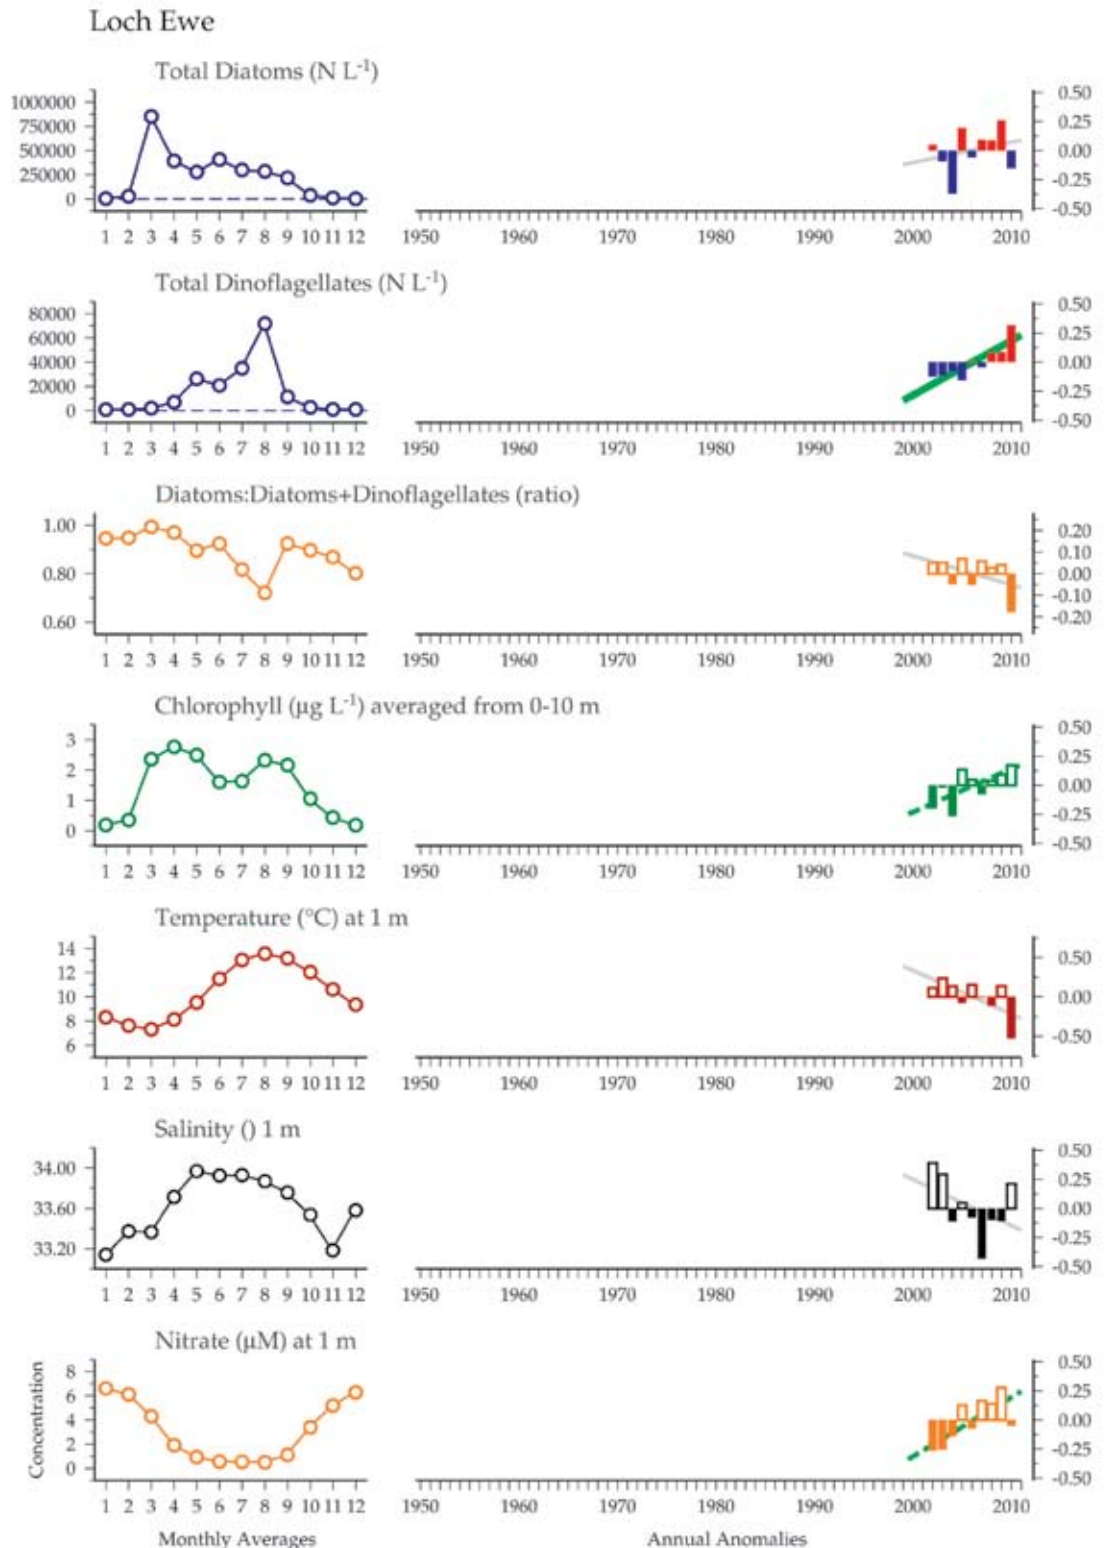 Loch Ewe
Total Diatoms (N L⁻¹)
1000000
750000
500000
250000
0
1 2 3 4 5 6 7 8 9 10 11 12
1950 1960 1970 1980 1990 2000 2010
0.50
0.25
0.00
-0.25
-0.50
Total Dinoflagellates (N L⁻¹)
80000
60000
40000
20000
0
1 2 3 4 5 6 7 8 9 10 11 12
1950 1960 1970 1980 1990 2000 2010
0.50
0.25
0.00
-0.25
-0.50
Diatoms:Diatoms+Dinoflagellates (ratio)
1.00
0.80
0.60
1 2 3 4 5 6 7 8 9 10 11 12
1950 1960 1970 1980 1990 2000 2010
0.20
0.10
0.00
-0.10
-0.20
Chlorophyll (µg L⁻¹) averaged from 0-10 m
3
2
1
0
1 2 3 4 5 6 7 8 9 10 11 12
1950 1960 1970 1980 1990 2000 2010
0.50
0.25
0.00
-0.25
-0.50
Temperature (°C) at 1 m
14
12
10
8
6
1 2 3 4 5 6 7 8 9 10 11 12
1950 1960 1970 1980 1990 2000 2010
0.50
0.00
-0.50
Salinity () 1 m
34.00
33.60
33.20
1 2 3 4 5 6 7 8 9 10 11 12
1950 1960 1970 1980 1990 2000 2010
0.50
0.25
0.00
-0.25
-0.50
Nitrate (µM) at 1 m
Concentration
8
6
4
2
0
1 2 3 4 5 6 7 8 9 10 11 12
1950 1960 1970 1980 1990 2000 2010
0.50
0.25
0.00
-0.25
-0.50
Monthly Averages
Annual Anomalies